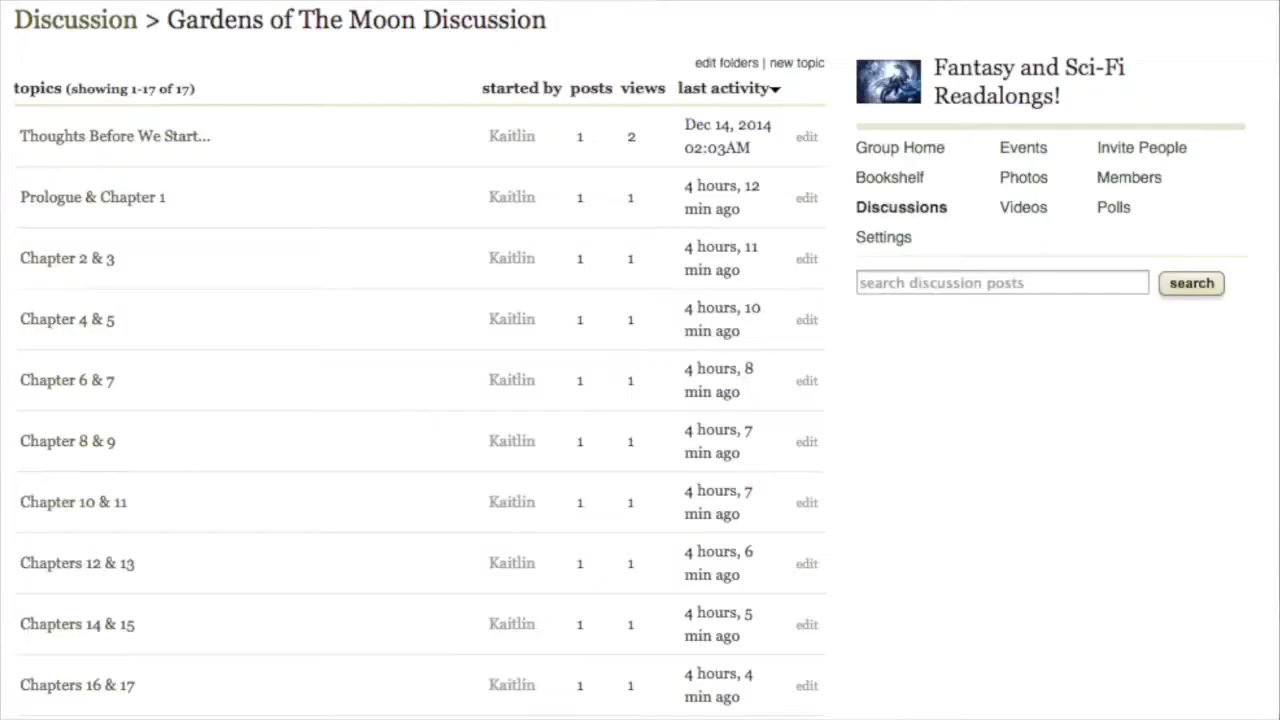 Discussion > Gardens of The Moon Discussion
edit folders | new topic
topics (showing 1-17 of 17) started by posts views last activity
Thoughts Before We Start... Kaitlin 1 2 Dec 14, 2014 02:03AM edit
Prologue & Chapter 1 Kaitlin 1 1 4 hours, 12 min ago edit
Chapter 2 & 3 Kaitlin 1 1 4 hours, 11 min ago edit
Chapter 4 & 5 Kaitlin 1 1 4 hours, 10 min ago edit
Chapter 6 & 7 Kaitlin 1 1 4 hours, 8 min ago edit
Chapter 8 & 9 Kaitlin 1 1 4 hours, 7 min ago edit
Chapter 10 & 11 Kaitlin 1 1 4 hours, 7 min ago edit
Chapters 12 & 13 Kaitlin 1 1 4 hours, 6 min ago edit
Chapters 14 & 15 Kaitlin 1 1 4 hours, 5 min ago edit
Chapters 16 & 17 Kaitlin 1 1 4 hours, 4 min ago edit
Fantasy and Sci-Fi
Readalongs!
Group Home Events Invite People
Bookshelf Photos Members
Discussions Videos Polls
Settings
search discussion posts search